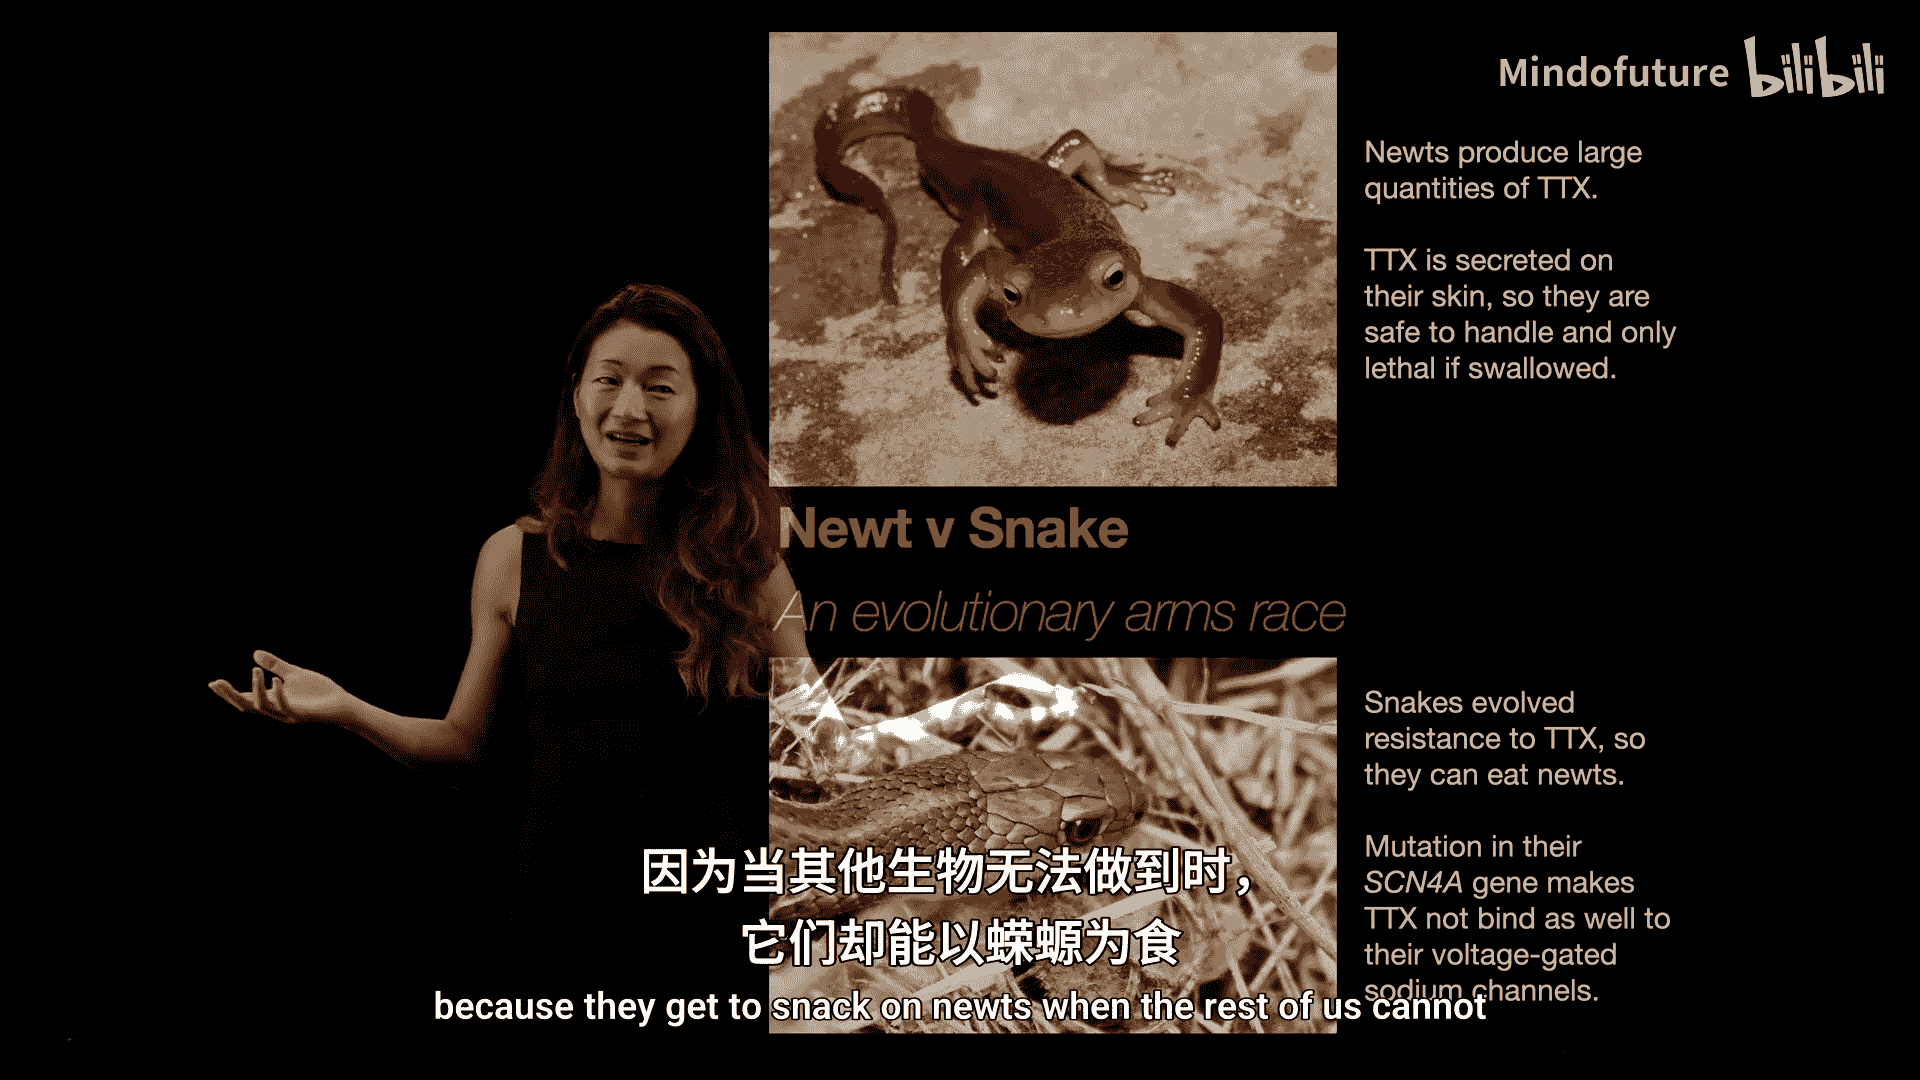 Mindofuture bilibili
Newts produce large
quantities of TTX.
TTX is secreted on
their skin, so they are
safe to handle and only
lethal if swallowed.
Newt v Snake
An evolutionary arms race
Snakes evolved
resistance to TTX, so
they can eat newts.
Mutation in their
SCN4A gene makes
TTX not bind as well to
their voltage-gated
sodium channels.
因为当其他生物无法做到时，
它们却能以蝾螈为食
because they get to snack on newts when the rest of us cannot